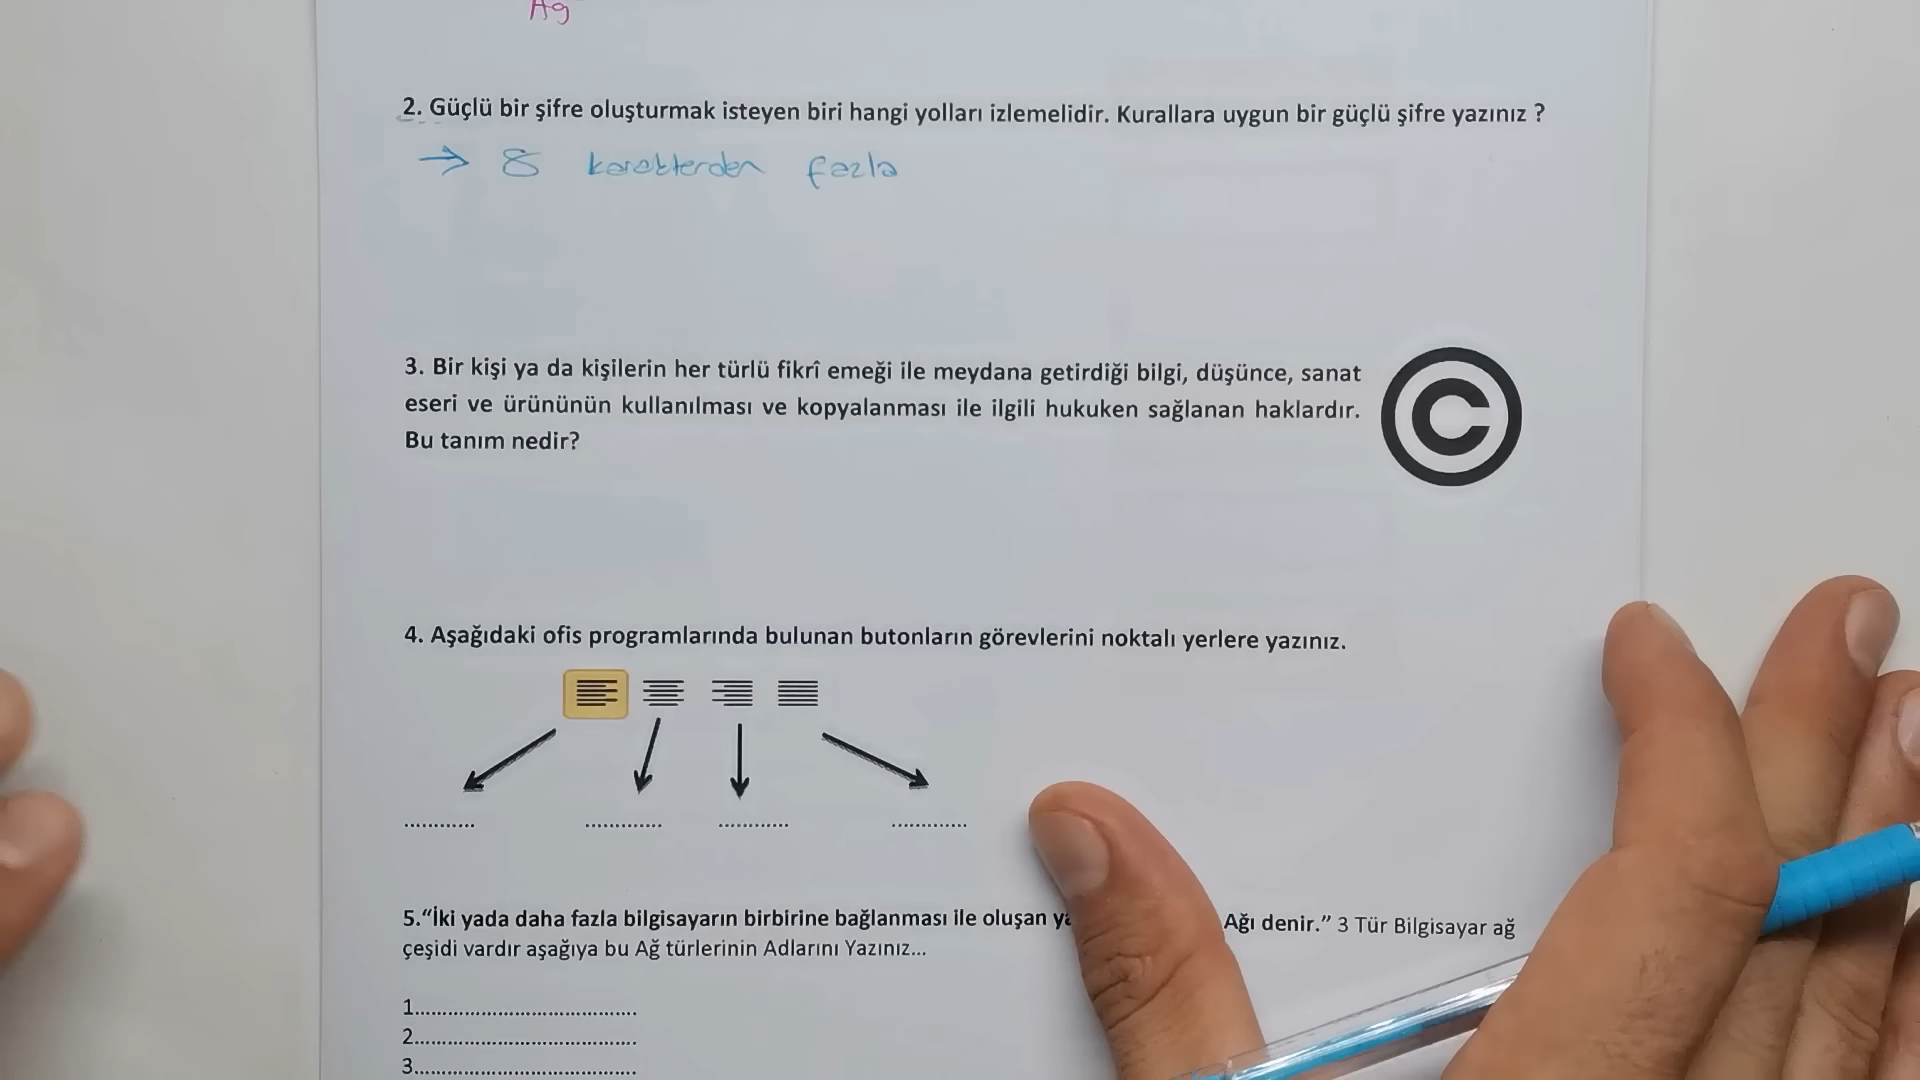 Ağ
2. Güçlü bir şifre oluşturmak isteyen biri hangi yolları izlemelidir. Kurallara uygun bir güçlü şifre yazınız ?
→ 8 karakterden fazla
3. Bir kişi ya da kişilerin her türlü fikrî emeği ile meydana getirdiği bilgi, düşünce, sanat
eseri ve ürününün kullanılması ve kopyalanması ile ilgili hukuken sağlanan haklardır.
Bu tanım nedir?
©
4. Aşağıdaki ofis programlarında bulunan butonların görevlerini noktalı yerlere yazınız.
............ ............. ............ .............
5.“İki yada daha fazla bilgisayarın birbirine bağlanması ile oluşan Ağı denir.” 3 Tür Bilgisayar ağ
çeşidi vardır aşağıya bu Ağ türlerinin Adlarını Yazınız...
1........................................
2........................................
3........................................